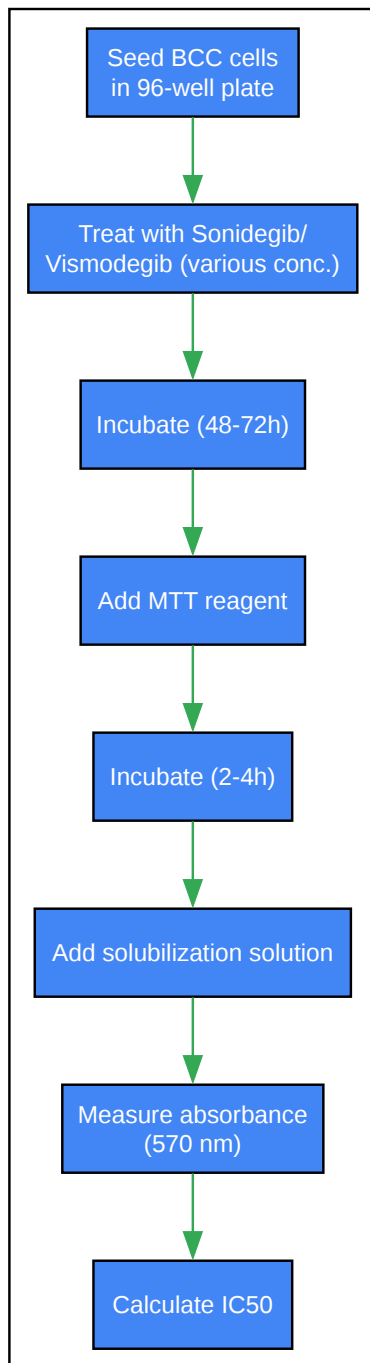 Seed BCC cells
in 96-well plate
Treat with Sonidegib/
Vismodegib (various conc.)
Incubate (48-72h)
Add MTT reagent
Incubate (2-4h)
Add solubilization solution
Measure absorbance
(570 nm)
Calculate IC50